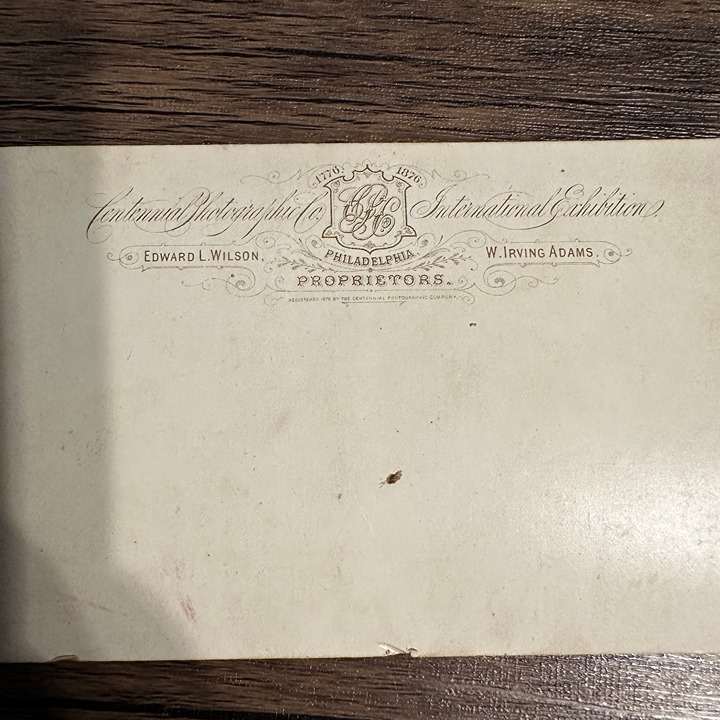 1776. 1876.
Centennial Photographic Co. International Exhibition.
PHILADELPHIA.
EDWARD L. WILSON, W. IRVING ADAMS.
PROPRIETORS.
REGISTERED 1876 BY THE CENTENNIAL PHOTOGRAPHIC COMPANY.